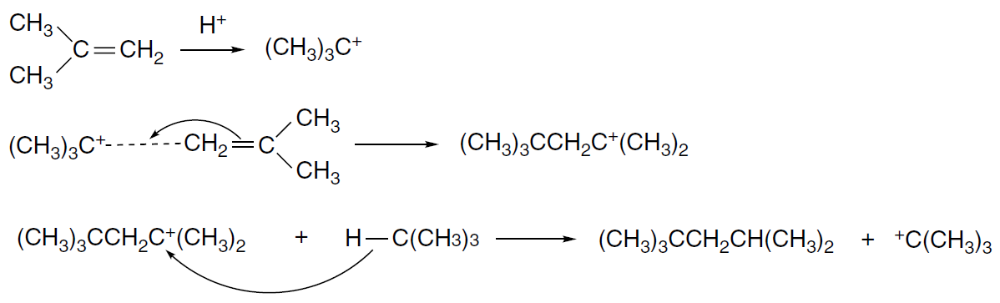 CH₃
H⁺
C=CH₂ (CH₃)₃C⁺
CH₃
CH₃
(CH₃)₃C⁺ CH₂=C (CH₃)₃CCH₂C⁺(CH₃)₂
CH₃
(CH₃)₃CCH₂C⁺(CH₃)₂ + H—C(CH3)3 (CH₃)₃CCH₂CH(CH₃)₂ + ⁺C(CH₃)₃